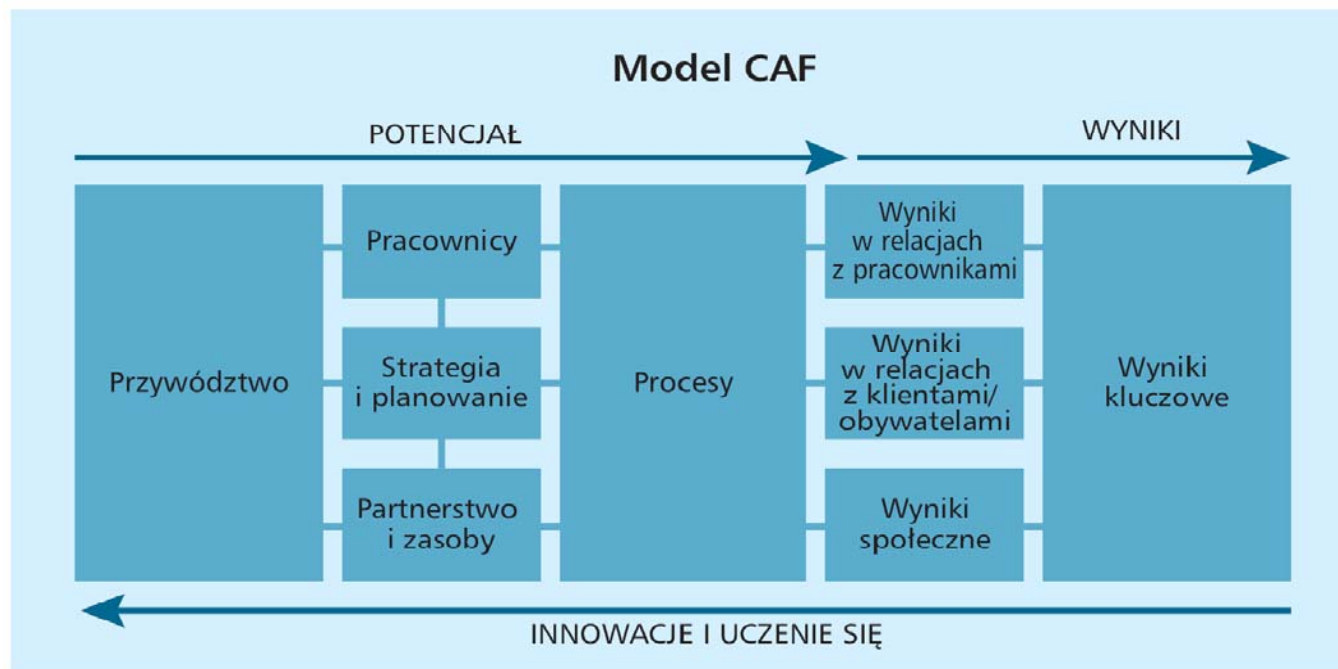 Model CAF
POTENCJAŁ
WYNIKI
Przywództwo
Pracownicy
Strategia
i planowanie
Partnerstwo
i zasoby
Procesy
Wyniki
w relacjach
z pracownikami
Wyniki
w relacjach
z klientami/
obywatelami
Wyniki
społeczne
Wyniki
kluczowe
INNOWACJE I UCZENIE SIĘ